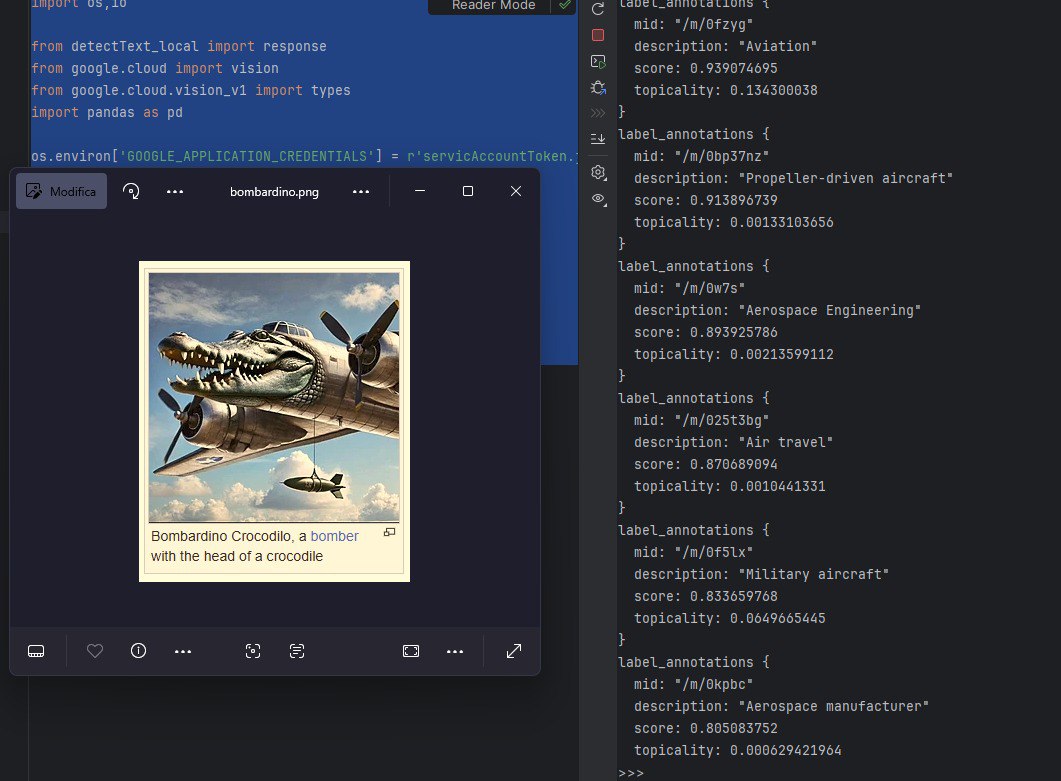 import os,io
from detectText_local import response
from google.cloud import vision
from google.cloud.vision_v1 import types
import pandas as pd
os.environ['GOOGLE_APPLICATION_CREDENTIALS'] = r'servicAccountToken.
Reader Mode
Modifica
bombardino.png
Bombardino Crocodilo, a bomber
with the head of a crocodile
label_annotations {
mid: "/m/0fzyg"
description: "Aviation"
score: 0.939074695
topicality: 0.134300038
}
label_annotations {
mid: "/m/0bp37nz"
description: "Propeller-driven aircraft"
score: 0.913896739
topicality: 0.00133103656
}
label_annotations {
mid: "/m/0w7s"
description: "Aerospace Engineering"
score: 0.893925786
topicality: 0.00213599112
}
label_annotations {
mid: "/m/025t3bg"
description: "Air travel"
score: 0.870689094
topicality: 0.0010441331
}
label_annotations {
mid: "/m/0f5lx"
description: "Military aircraft"
score: 0.833659768
topicality: 0.0649665445
}
label_annotations {
mid: "/m/0kpbc"
description: "Aerospace manufacturer"
score: 0.805083752
topicality: 0.000629421964
>>>